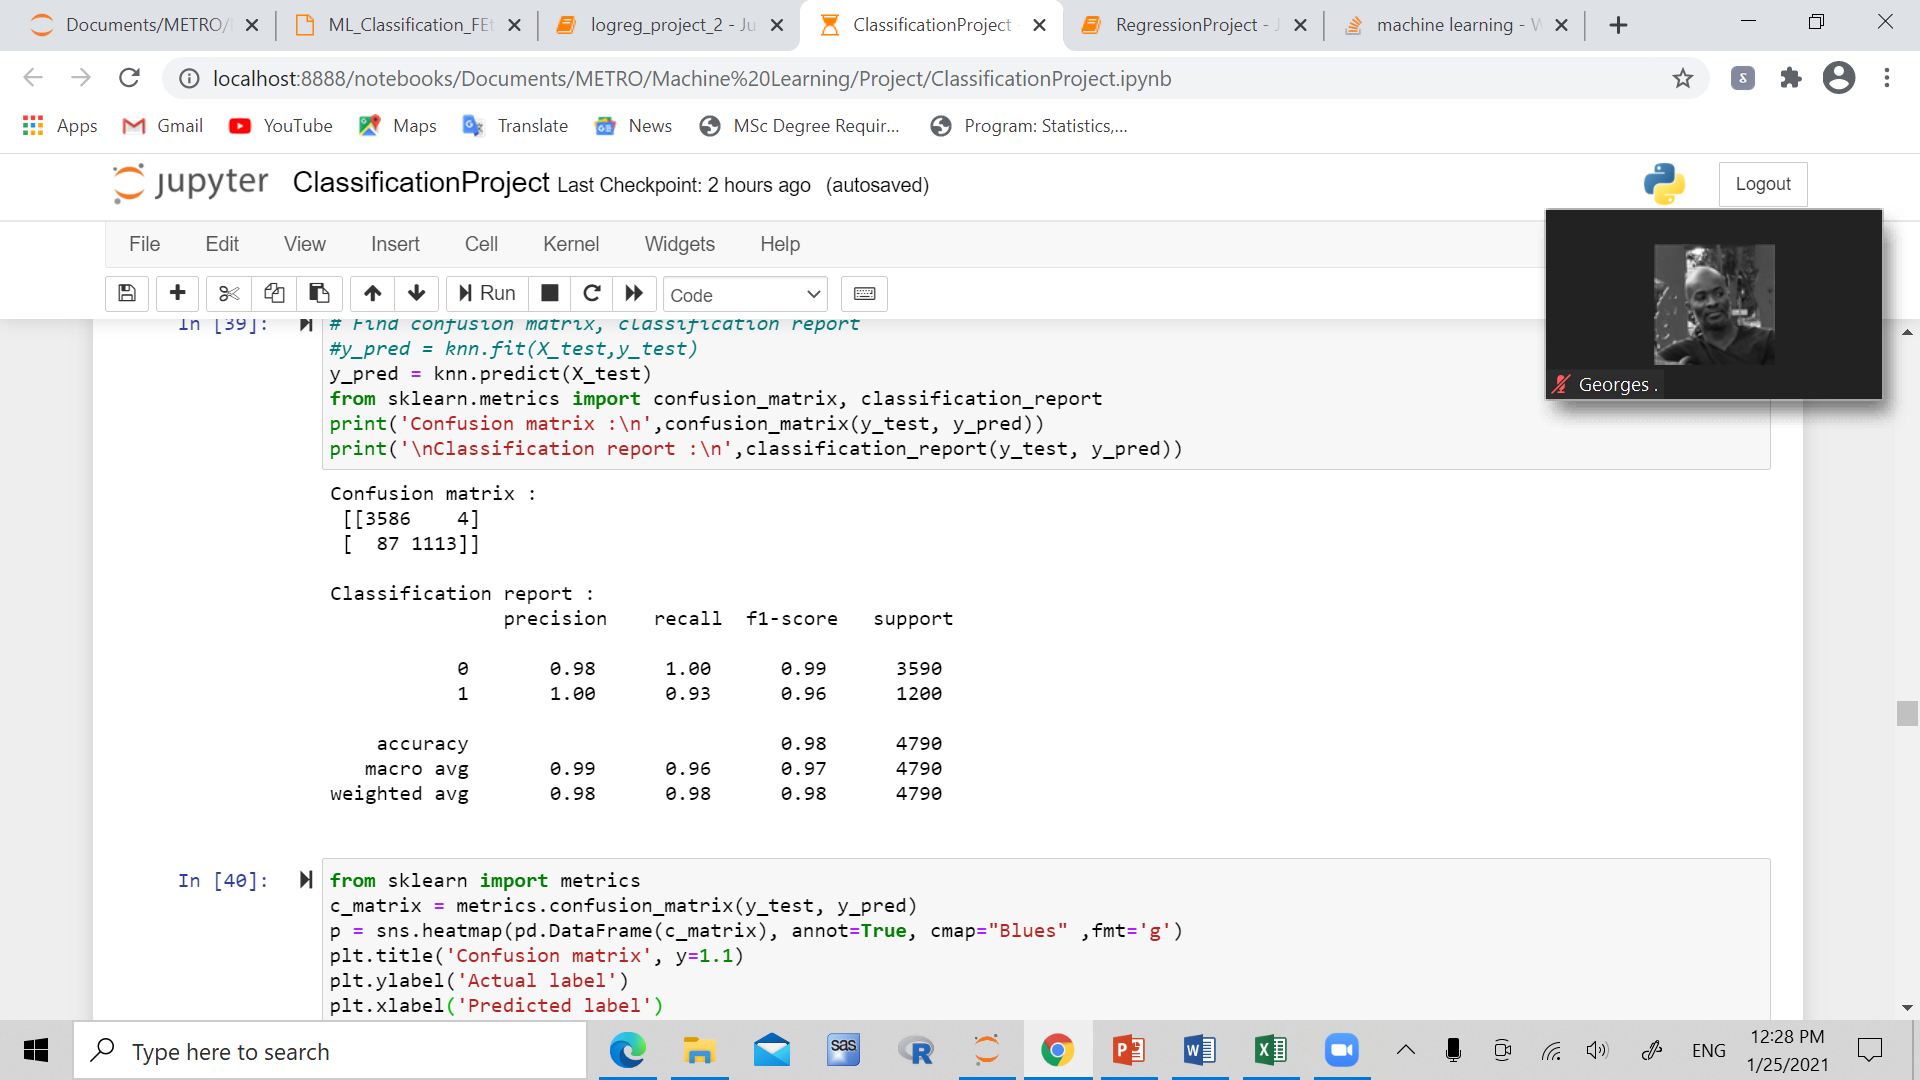 Documents/METRO/
ML_Classification_FEt
logreg_project_2 - Ju
ClassificationProject
RegressionProject - J
machine learning - W
localhost:8888/notebooks/Documents/METRO/Machine%20Learning/Project/ClassificationProject.ipynb
Apps
Gmail
YouTube
Maps
Translate
News
MSc Degree Requir...
Program: Statistics,...
jupyter ClassificationProject Last Checkpoint: 2 hours ago (autosaved)
Logout
File Edit View Insert Cell Kernel Widgets Help
Run
Code
Georges .
In [39]: # Find confusion matrix, classification report
#y_pred = knn.fit(X_test,y_test)
y_pred = knn.predict(X_test)
from sklearn.metrics import confusion_matrix, classification_report
print('Confusion matrix :\n',confusion_matrix(y_test, y_pred))
print('\nClassification report :\n',classification_report(y_test, y_pred))
Confusion matrix :
[[3586 4]
[ 87 1113]]
Classification report :
precision recall f1-score support
0 0.98 1.00 0.99 3590
1 1.00 0.93 0.96 1200
accuracy 0.98 4790
macro avg 0.99 0.96 0.97 4790
weighted avg 0.98 0.98 0.98 4790
In [40]: from sklearn import metrics
c_matrix = metrics.confusion_matrix(y_test, y_pred)
p = sns.heatmap(pd.DataFrame(c_matrix), annot=True, cmap="Blues" ,fmt='g')
plt.title('Confusion matrix', y=1.1)
plt.ylabel('Actual label')
plt.xlabel('Predicted label')
Type here to search
sas
R
P
W
X
ENG
12:28 PM
1/25/2021